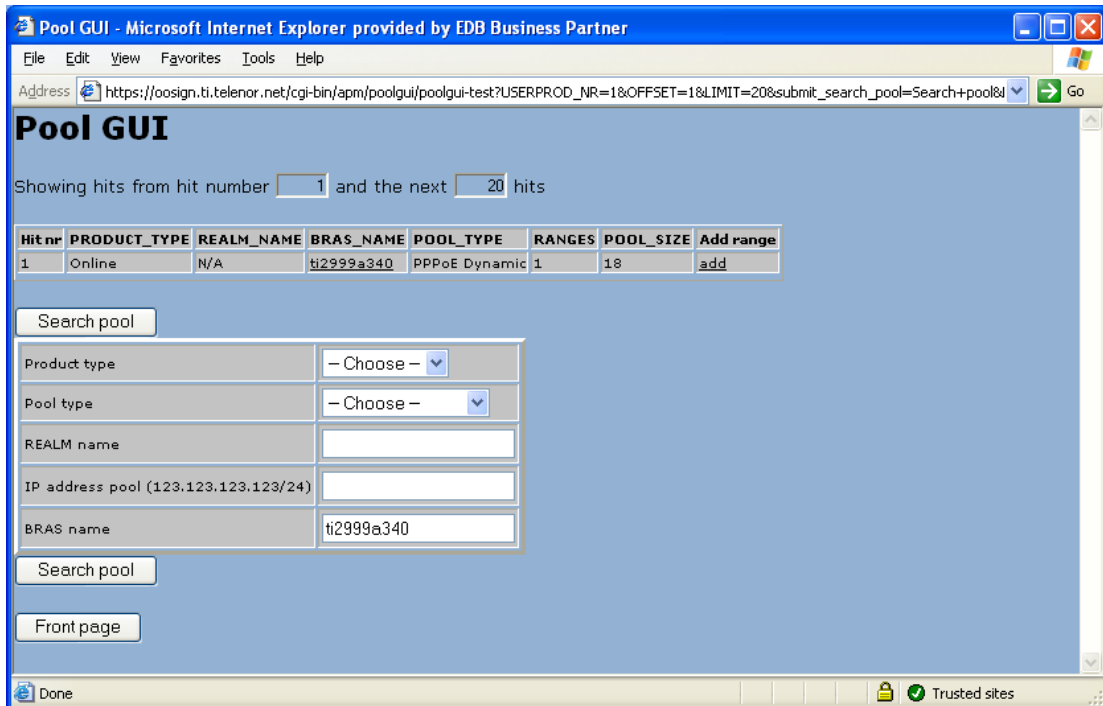 Pool GUI - Microsoft Internet Explorer provided by EDB Business Partner
File Edit View Favorites Tools Help
Address https://oosign.ti.telenor.net/cgi-bin/apm/poolgui/poolgui-test?USERPROD_NR=1&OFFSET=1&LIMIT=20&submit_search_pool=Search+pool& Go
Pool GUI
Showing hits from hit number 1 and the next 20 hits
Hit nr PRODUCT_TYPE REALM_NAME BRAS_NAME POOL_TYPE RANGES POOL_SIZE Add range
1 Online N/A ti2999a340 PPPoE Dynamic 1 18 add
Search pool
Product type -- Choose --
Pool type -- Choose --
REALM name
IP address pool (123.123.123.123/24)
BRAS name ti2999a340
Search pool
Front page
Done Trusted sites